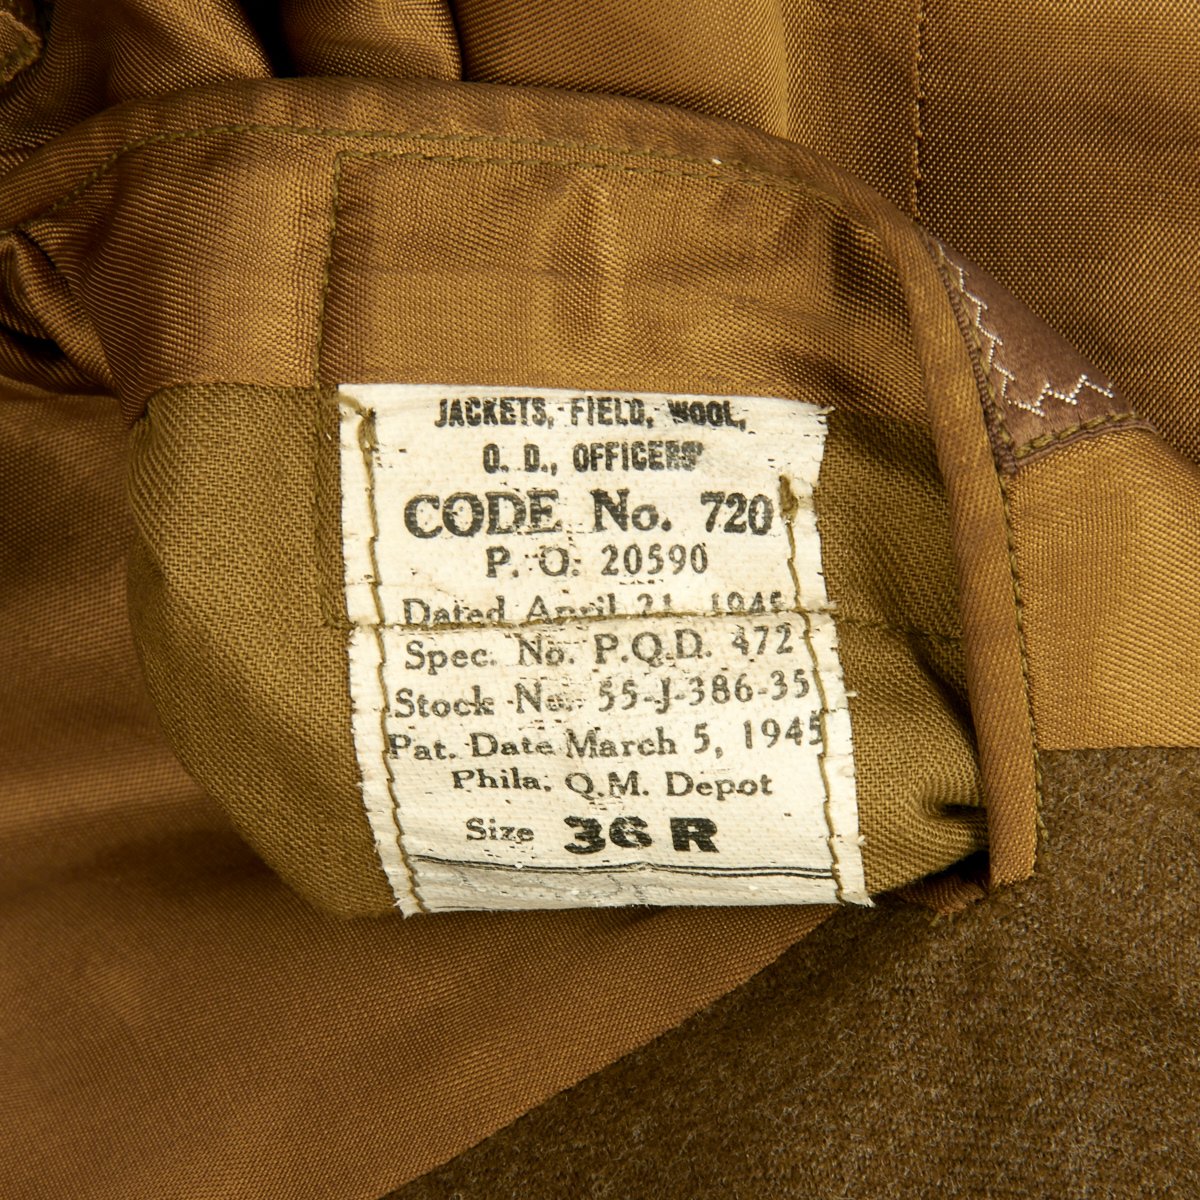 JACKETS, FIELD, WOOL,
O. D., OFFICERS'
CODE No. 720
P. O. 20590
Dated April 21, 1945
Spec. No. P.Q.D. 472
Stock No. 55-J-386-35
Pat. Date March 5, 1945
Phila. Q.M. Depot
Size 36 R